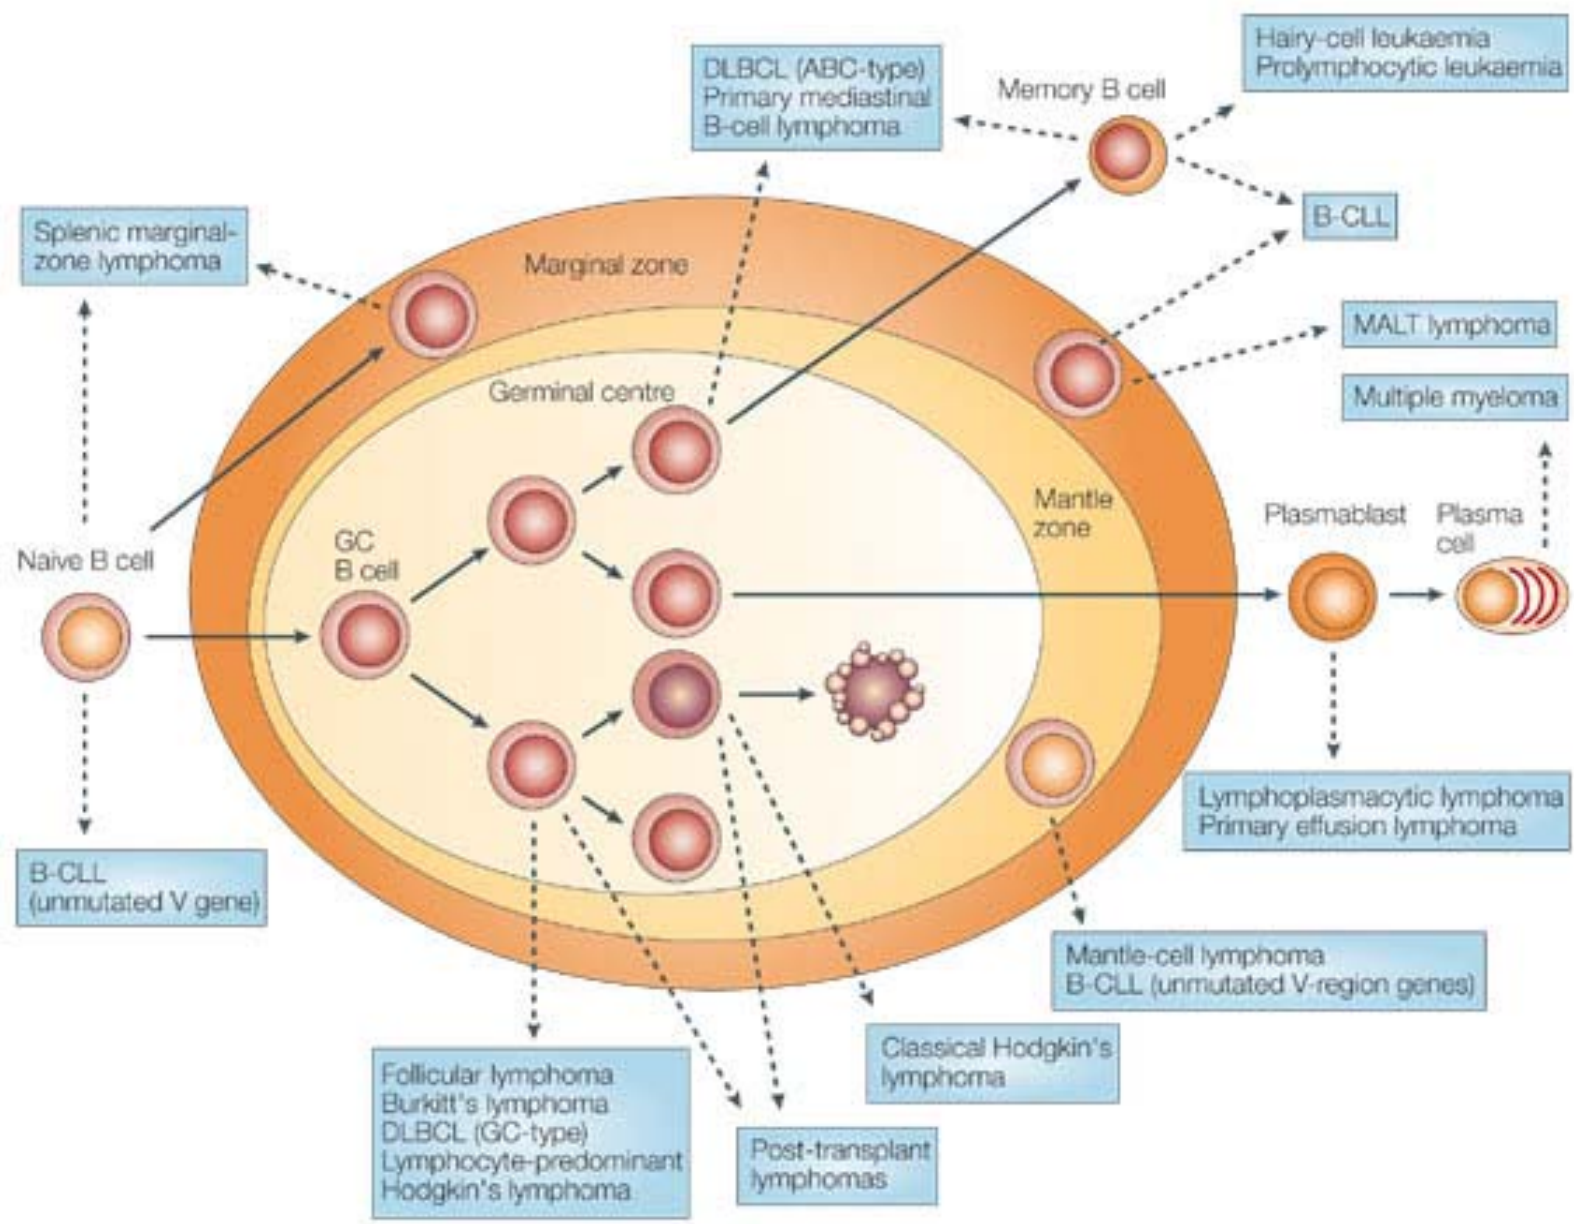 Hairy-cell leukaemia
Prolymphocytic leukaemia
DLBCL (ABC-type)
Primary mediastinal
B-cell lymphoma
Memory B cell
B-CLL
Splenic marginal-
zone lymphoma
Marginal zone
MALT lymphoma
Multiple myeloma
Germinal centre
Mantle
zone
Plasmablast
Plasma
cell
GC
B cell
Naive B cell
Lymphoplasmacytic lymphoma
Primary effusion lymphoma
B-CLL
(unmutated V gene)
Mantle-cell lymphoma
B-CLL (unmutated V-region genes)
Classical Hodgkin's
lymphoma
Follicular lymphoma
Burkitt's lymphoma
DLBCL (GC-type)
Lymphocyte-predominant
Hodgkin's lymphoma
Post-transplant
lymphomas